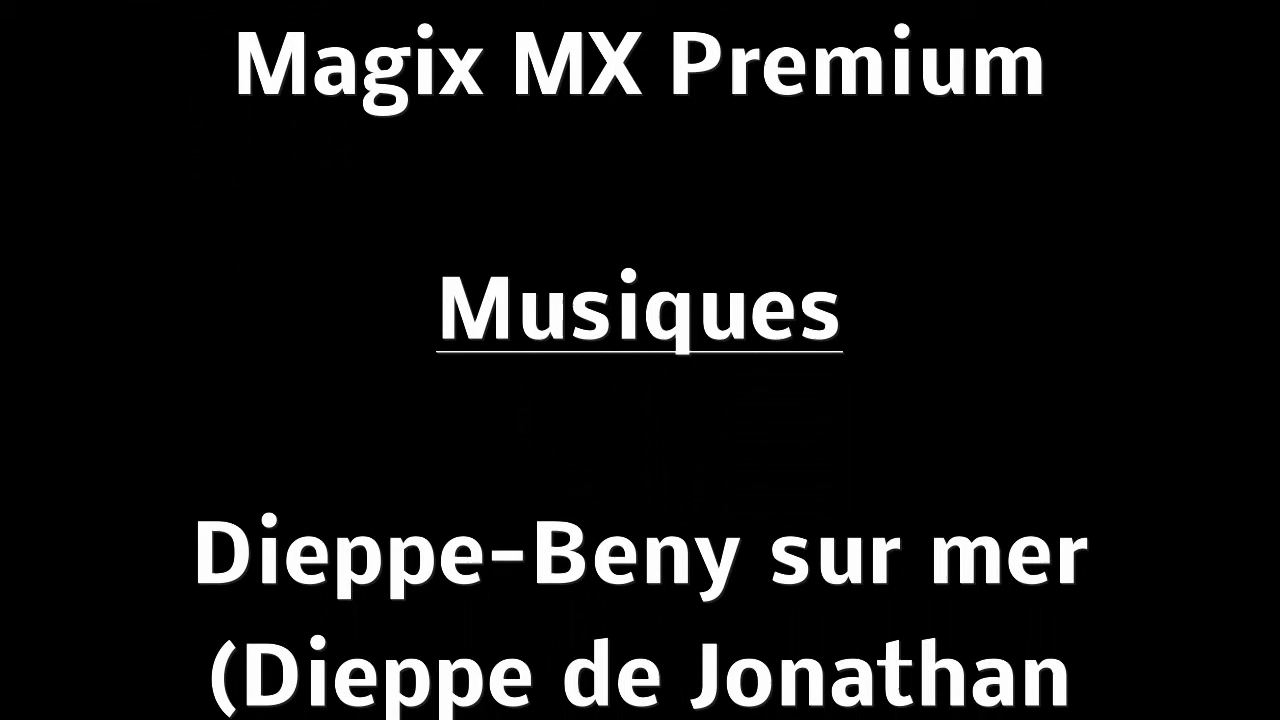 Magix MX Premium
Musiques
Dieppe-Beny sur mer
(Dieppe de Jonathan